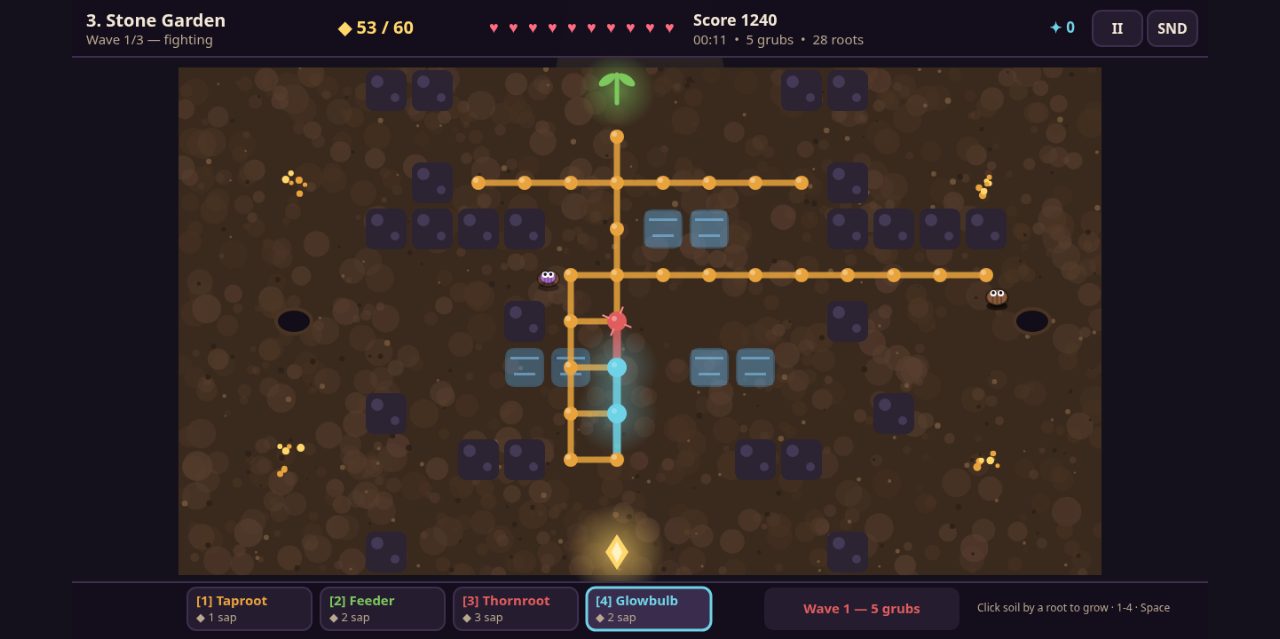 3. Stone Garden
Wave 1/3 — fighting
◆ 53 / 60
♥ ♥ ♥ ♥ ♥ ♥ ♥ ♥ ♥ ♥
Score 1240
00:11 • 5 grubs • 28 roots
✦ 0
II
SND
[1] Taproot
◆ 1 sap
[2] Feeder
◆ 2 sap
[3] Thornroot
◆ 3 sap
[4] Glowbulb
◆ 2 sap
Wave 1 — 5 grubs
Click soil by a root to grow · 1-4 · Space